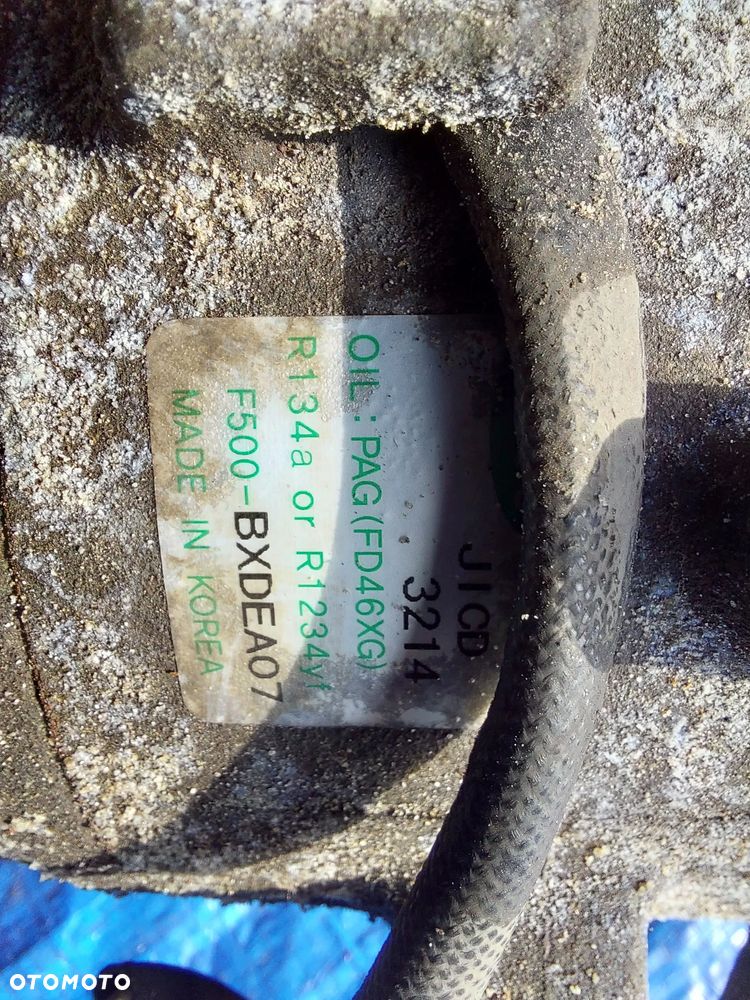 JICD
3214
OIL: PAG(FD46XG)
R134a or R1234yf
F500-BXDEA07
MADE IN KOREA
OTOMOTO